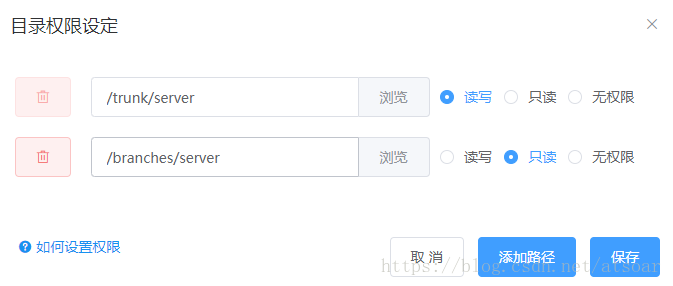 目录权限设定
/trunk/server 浏览 读写 只读 无权限
/branches/server 浏览 读写 只读 无权限
如何设置权限 取 消 添加路径 保存
https://blog.csdn.net/atsoar